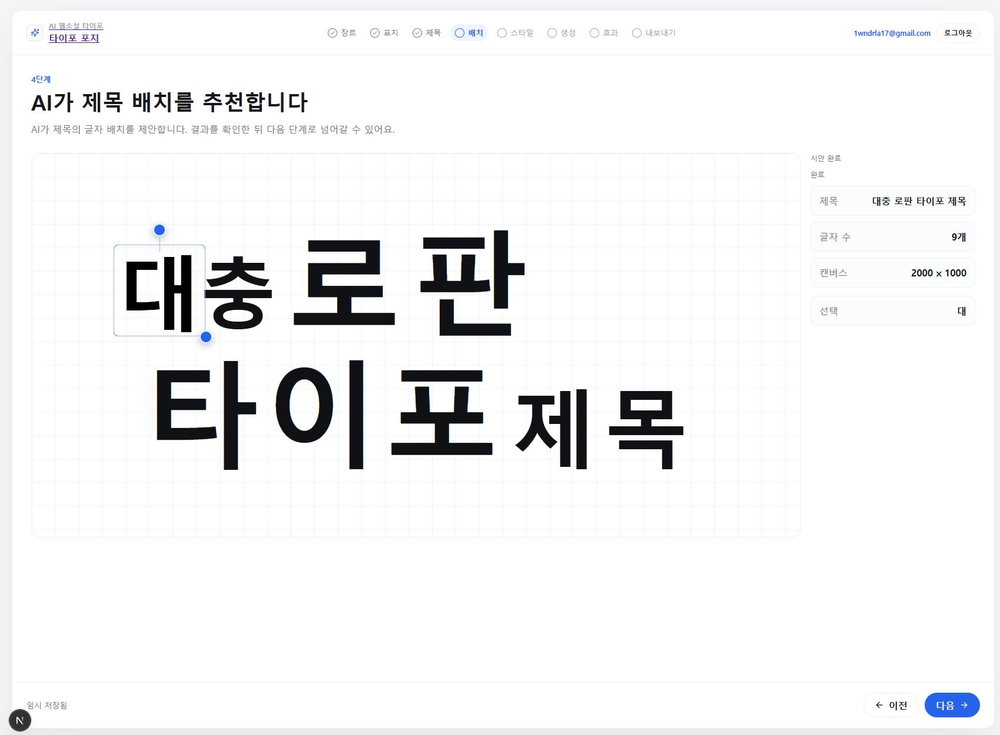 AI 웹소설 타이포
타이포 포지
장르 표지 제목 배치 스타일 생성 효과 내보내기
1wndrla17@gmail.com 로그아웃
4단계
AI가 제목 배치를 추천합니다
AI가 제목의 글자 배치를 제안합니다. 결과를 확인한 뒤 다음 단계로 넘어갈 수 있어요.
대충 로판
타이포 제목
시안 완료
완료
제목 대충 로판 타이포 제목
글자 수 9개
캔버스 2000 x 1000
선택 대
임시 저장됨
N
← 이전 다음 →